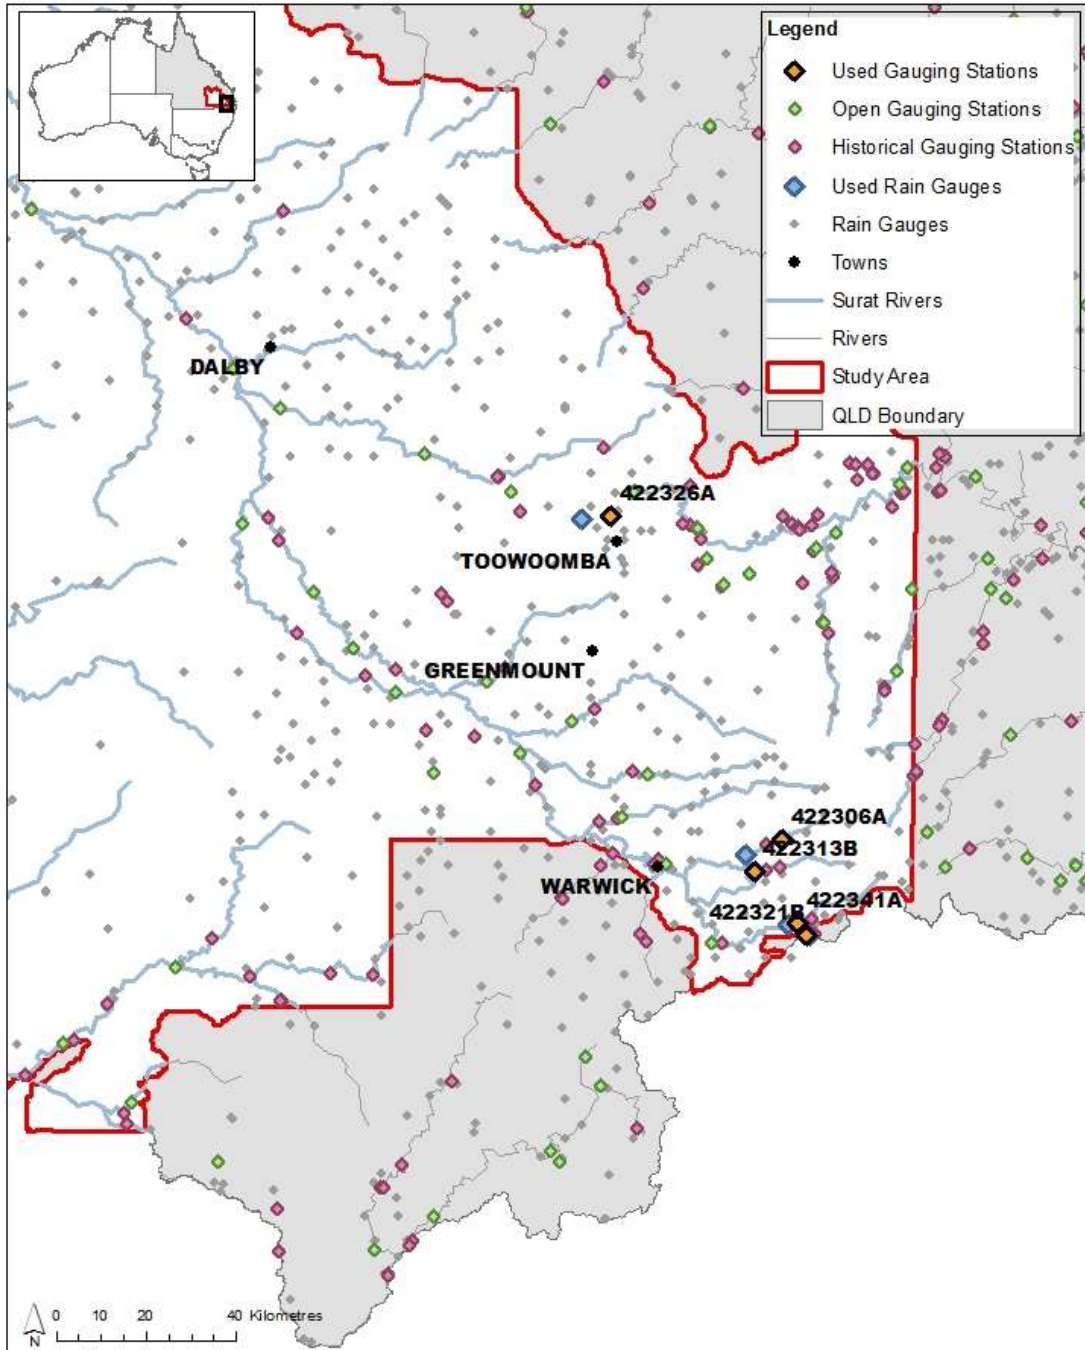 Legend
Used Gauging Stations
Open Gauging Stations
Historical Gauging Stations
Used Rain Gauges
Rain Gauges
Towns
Surat Rivers
Rivers
Study Area
QLD Boundary
DALBY
422326A
TOOWOOMBA
GREENMOUNT
422306A
422313B
WARWICK
422341A
422321B
0 10 20 40 Kilometres
N